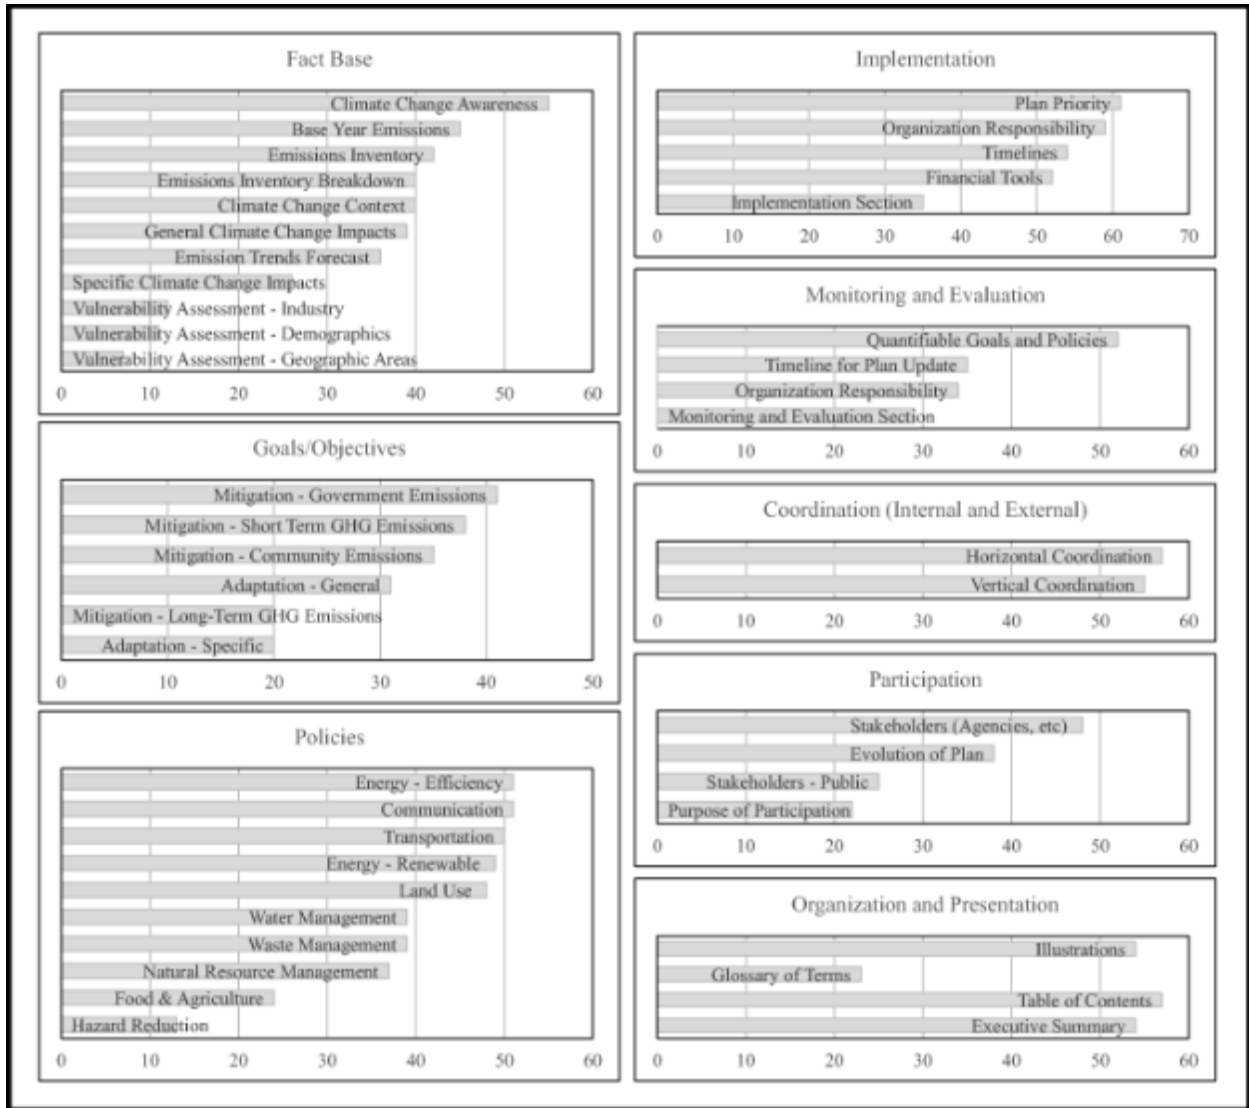 Fact Base
Climate Change Awareness
Base Year Emissions
Emissions Inventory
Emissions Inventory Breakdown
Climate Change Context
General Climate Change Impacts
Emission Trends Forecast
Specific Climate Change Impacts
Vulnerability Assessment - Industry
Vulnerability Assessment - Demographics
Vulnerability Assessment - Geographic Areas
0 10 20 30 40 50 60
Goals/Objectives
Mitigation - Government Emissions
Mitigation - Short Term GHG Emissions
Mitigation - Community Emissions
Adaptation - General
Mitigation - Long-Term GHG Emissions
Adaptation - Specific
0 10 20 30 40 50
Policies
Energy - Efficiency
Communication
Transportation
Energy - Renewable
Land Use
Water Management
Waste Management
Natural Resource Management
Food & Agriculture
Hazard Reduction
0 10 20 30 40 50 60
Implementation
Plan Priority
Organization Responsibility
Timelines
Financial Tools
Implementation Section
0 10 20 30 40 50 60 70
Monitoring and Evaluation
Quantifiable Goals and Policies
Timeline for Plan Update
Organization Responsibility
Monitoring and Evaluation Section
0 10 20 30 40 50 60
Coordination (Internal and External)
Horizontal Coordination
Vertical Coordination
0 10 20 30 40 50 60
Participation
Stakeholders (Agencies, etc)
Evolution of Plan
Stakeholders - Public
Purpose of Participation
0 10 20 30 40 50 60
Organization and Presentation
Illustrations
Glossary of Terms
Table of Contents
Executive Summary
0 10 20 30 40 50 60